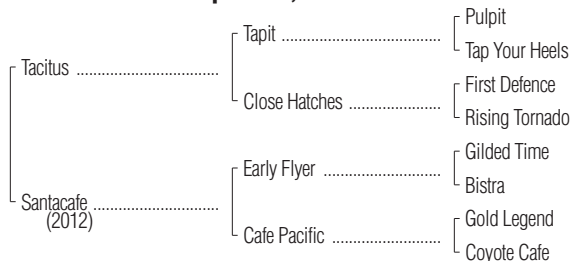 Pulpit
Tapit ..........................................
Tap Your Heels
Tacitus .....................................
First Defence
Close Hatches ........................
Rising Tornado
Gilded Time
Early Flyer ..............................
Bistra
Santacafe .................................
(2012)
Gold Legend
Cafe Pacific ............................
Coyote Cafe